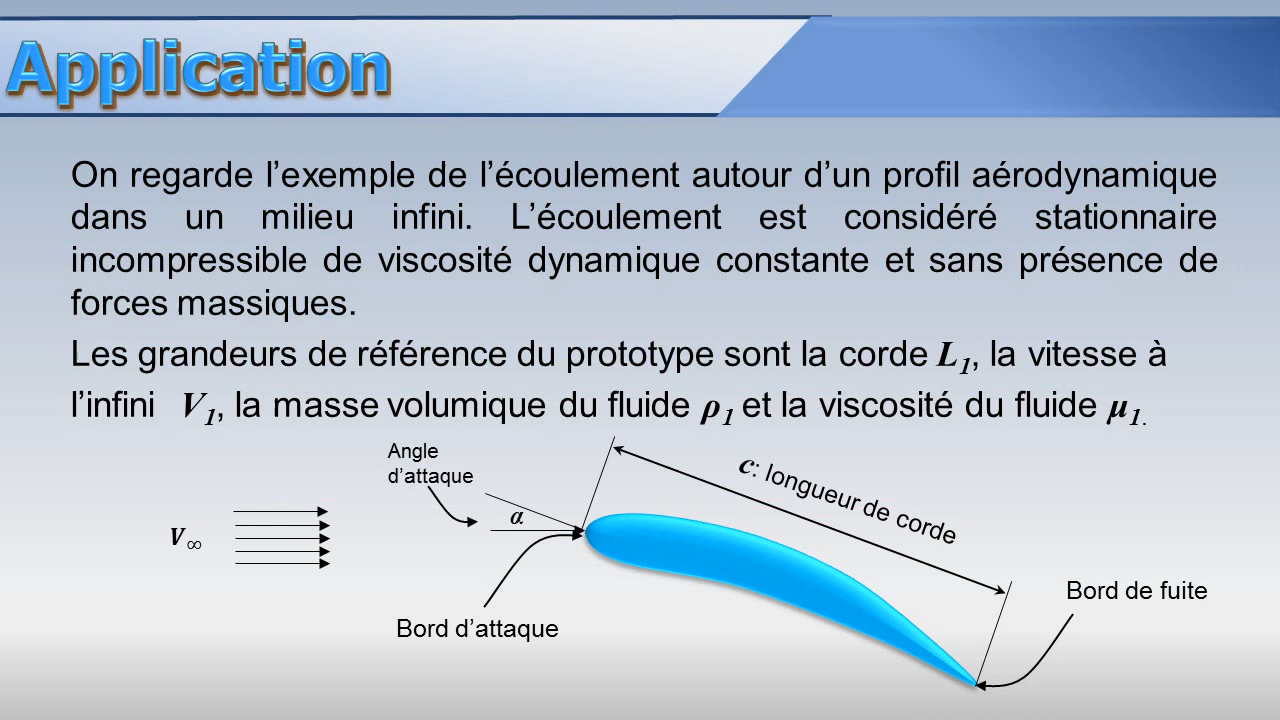 Application
On regarde l’exemple de l’écoulement autour d’un profil aérodynamique
dans un milieu infini. L’écoulement est considéré stationnaire
incompressible de viscosité dynamique constante et sans présence de
forces massiques.
Les grandeurs de référence du prototype sont la corde L₁, la vitesse à
l’infini V₁, la masse volumique du fluide ρ₁ et la viscosité du fluide μ₁.
Angle
d’attaque
c: longueur de corde
α
V∞
Bord de fuite
Bord d’attaque